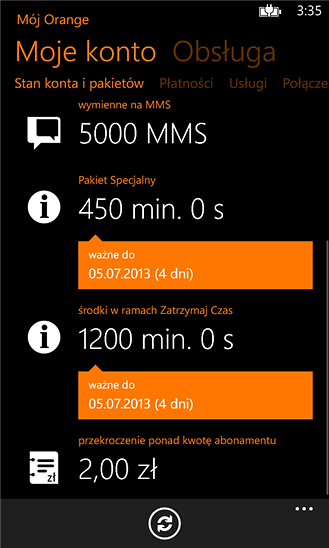 3:35
Mój Orange
Moje konto Obsługa
Stan konta i pakietów Płatności Usługi Połącze
wymienne na MMS
5000 MMS
Pakiet Specjalny
450 min. 0 s
ważne do
05.07.2013 (4 dni)
środki w ramach Zatrzymaj Czas
1200 min. 0 s
ważne do
05.07.2013 (4 dni)
przekroczenie ponad kwotę abonamentu
zł
2,00 zł